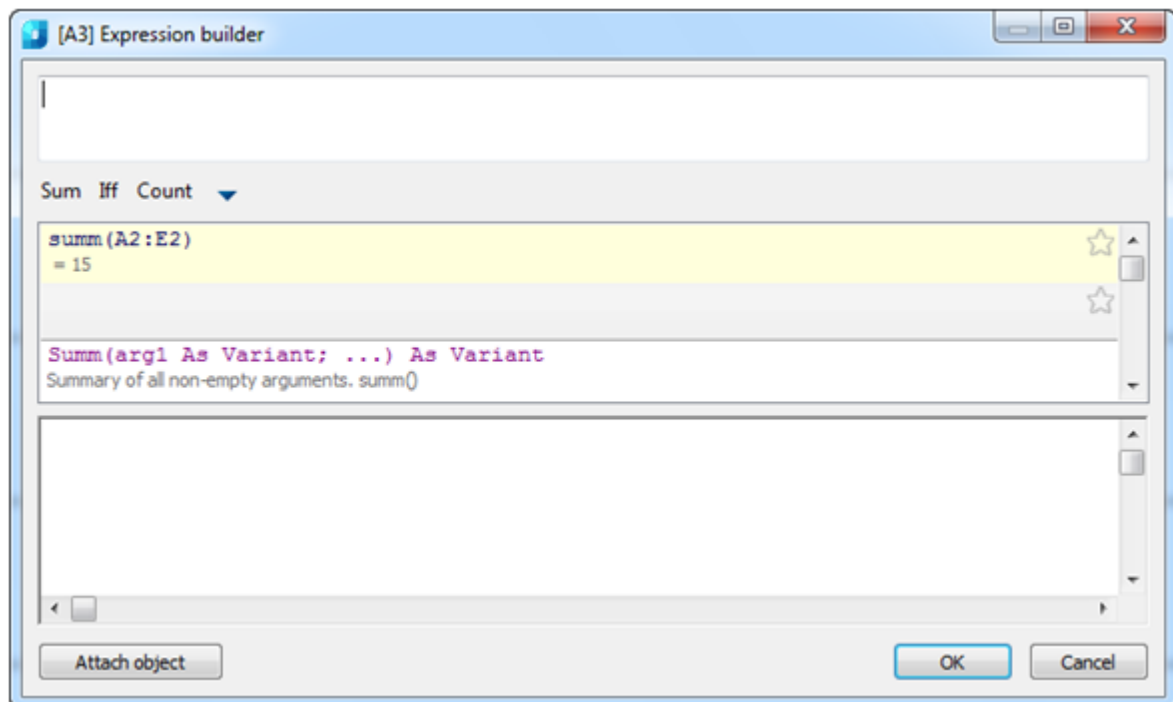 [A3] Expression builder
Sum Iff Count
summ(A2:E2)
= 15
Summ(arg1 As Variant; ...) As Variant
Summary of all non-empty arguments. summ()
Attach object OK Cancel